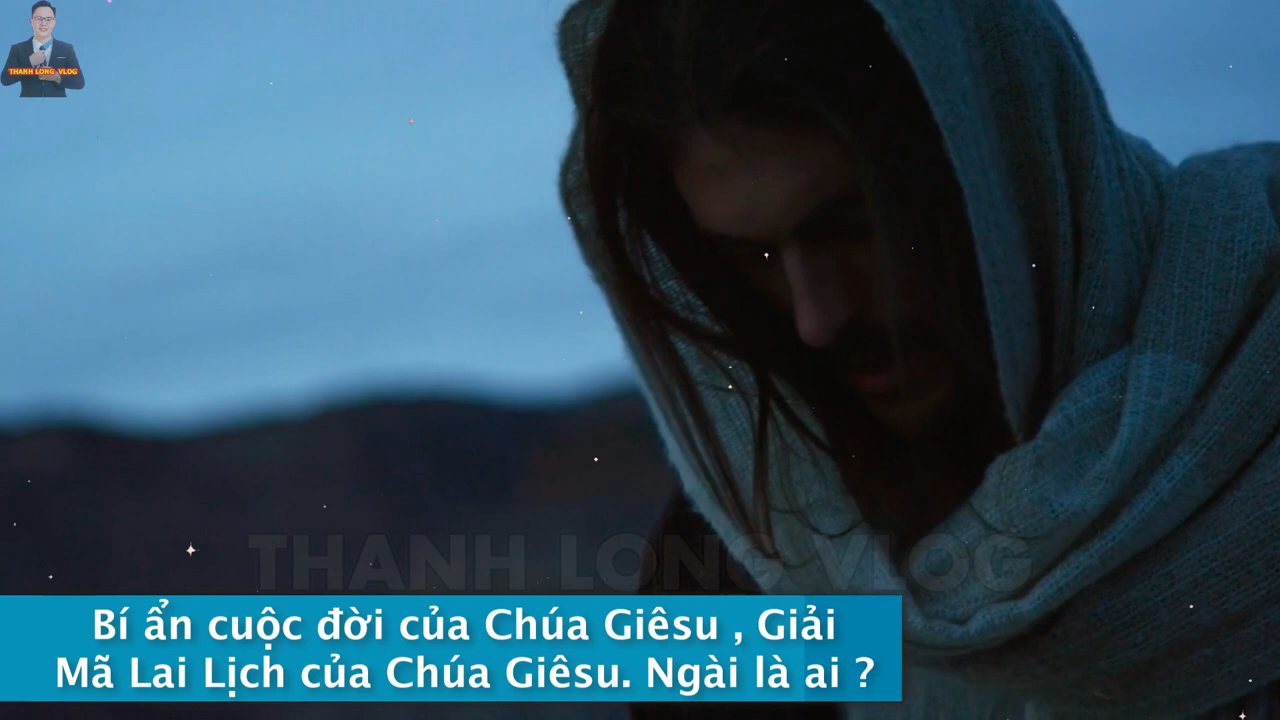 THANH LONG VLOG
THANH LONG VLOG
Bí ẩn cuộc đời của Chúa Giêsu , Giải
Mã Lai Lịch của Chúa Giêsu. Ngài là ai ?